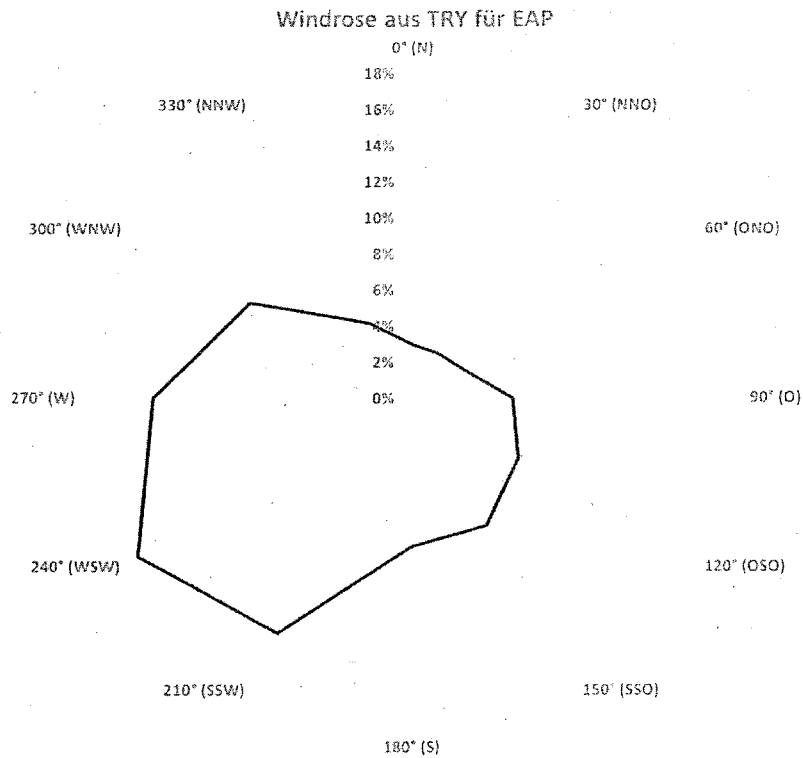 Windrose aus TRY für EAP
0° (N)
18%
330° (NNW)
30° (NNO)
16%
14%
12%
10%
300° (WNW)
60° (ONO)
8%
6%
4%
2%
270° (W)
0%
90° (O)
240° (WSW)
120° (OSO)
210° (SSW)
150° (SSO)
180° (S)